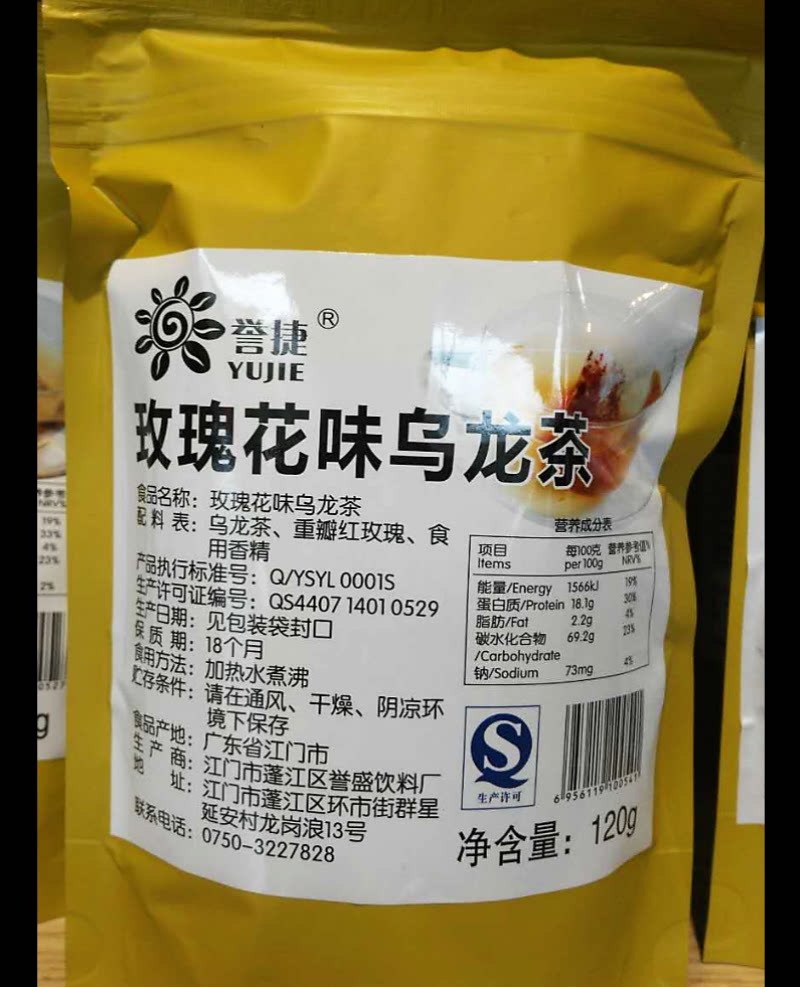 誉捷®
YUJIE
玫瑰花味乌龙茶
食品名称：玫瑰花味乌龙茶
配料表：乌龙茶、重瓣红玫瑰、食
用香精
产品执行标准号：Q/YSYL 0001S
生产许可证编号：QS4407 1401 0529
生产日期：见包装袋封口
保质期：18个月
食用方法：加热水煮沸
贮存条件：请在通风、干燥、阴凉环
境下保存
食品产地：广东省江门市
生产商：江门市蓬江区誉盛饮料厂
地址：江门市蓬江区环市街群星
延安村龙岗浪13号
联系电话：0750-3227828
营养成分表
项目 每100克 营养参考值%
Items per 100g NRV%
能量/Energy 1566kJ 19%
蛋白质/Protein 18.1g 30%
脂肪/Fat 2.2g 4%
碳水化合物 69.2g 23%
/Carbohydrate
钠/Sodium 73mg 4%
生产许可
6 956119 100541
净含量：120g
19%
33%
4%
23%
2%
0527
g